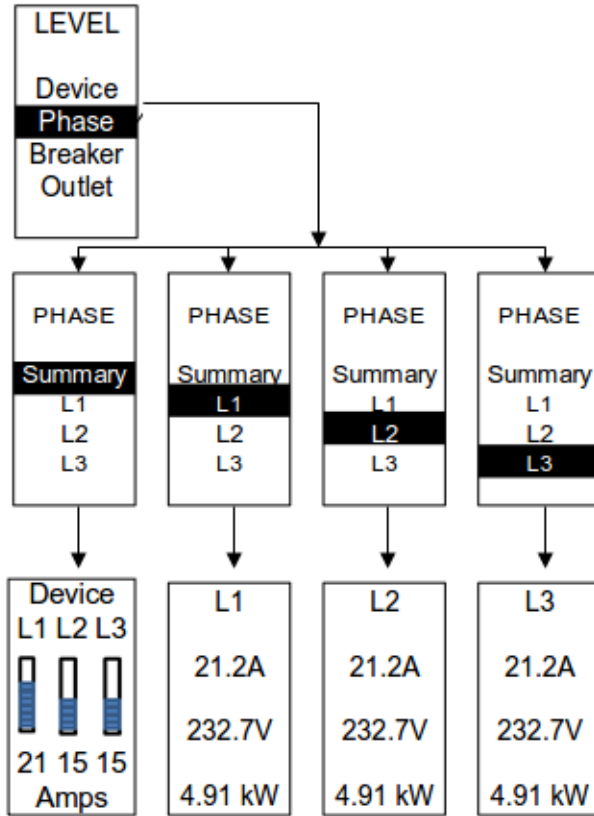 LEVEL
Device
Phase
Breaker
Outlet
PHASE
Summary
L1
L2
L3
PHASE
Summary
L1
L2
L3
PHASE
Summary
L1
L2
L3
PHASE
Summary
L1
L2
L3
Device
L1 L2 L3
21 15 15
Amps
L1
21.2A
232.7V
4.91 kW
L2
21.2A
232.7V
4.91 kW
L3
21.2A
232.7V
4.91 kW